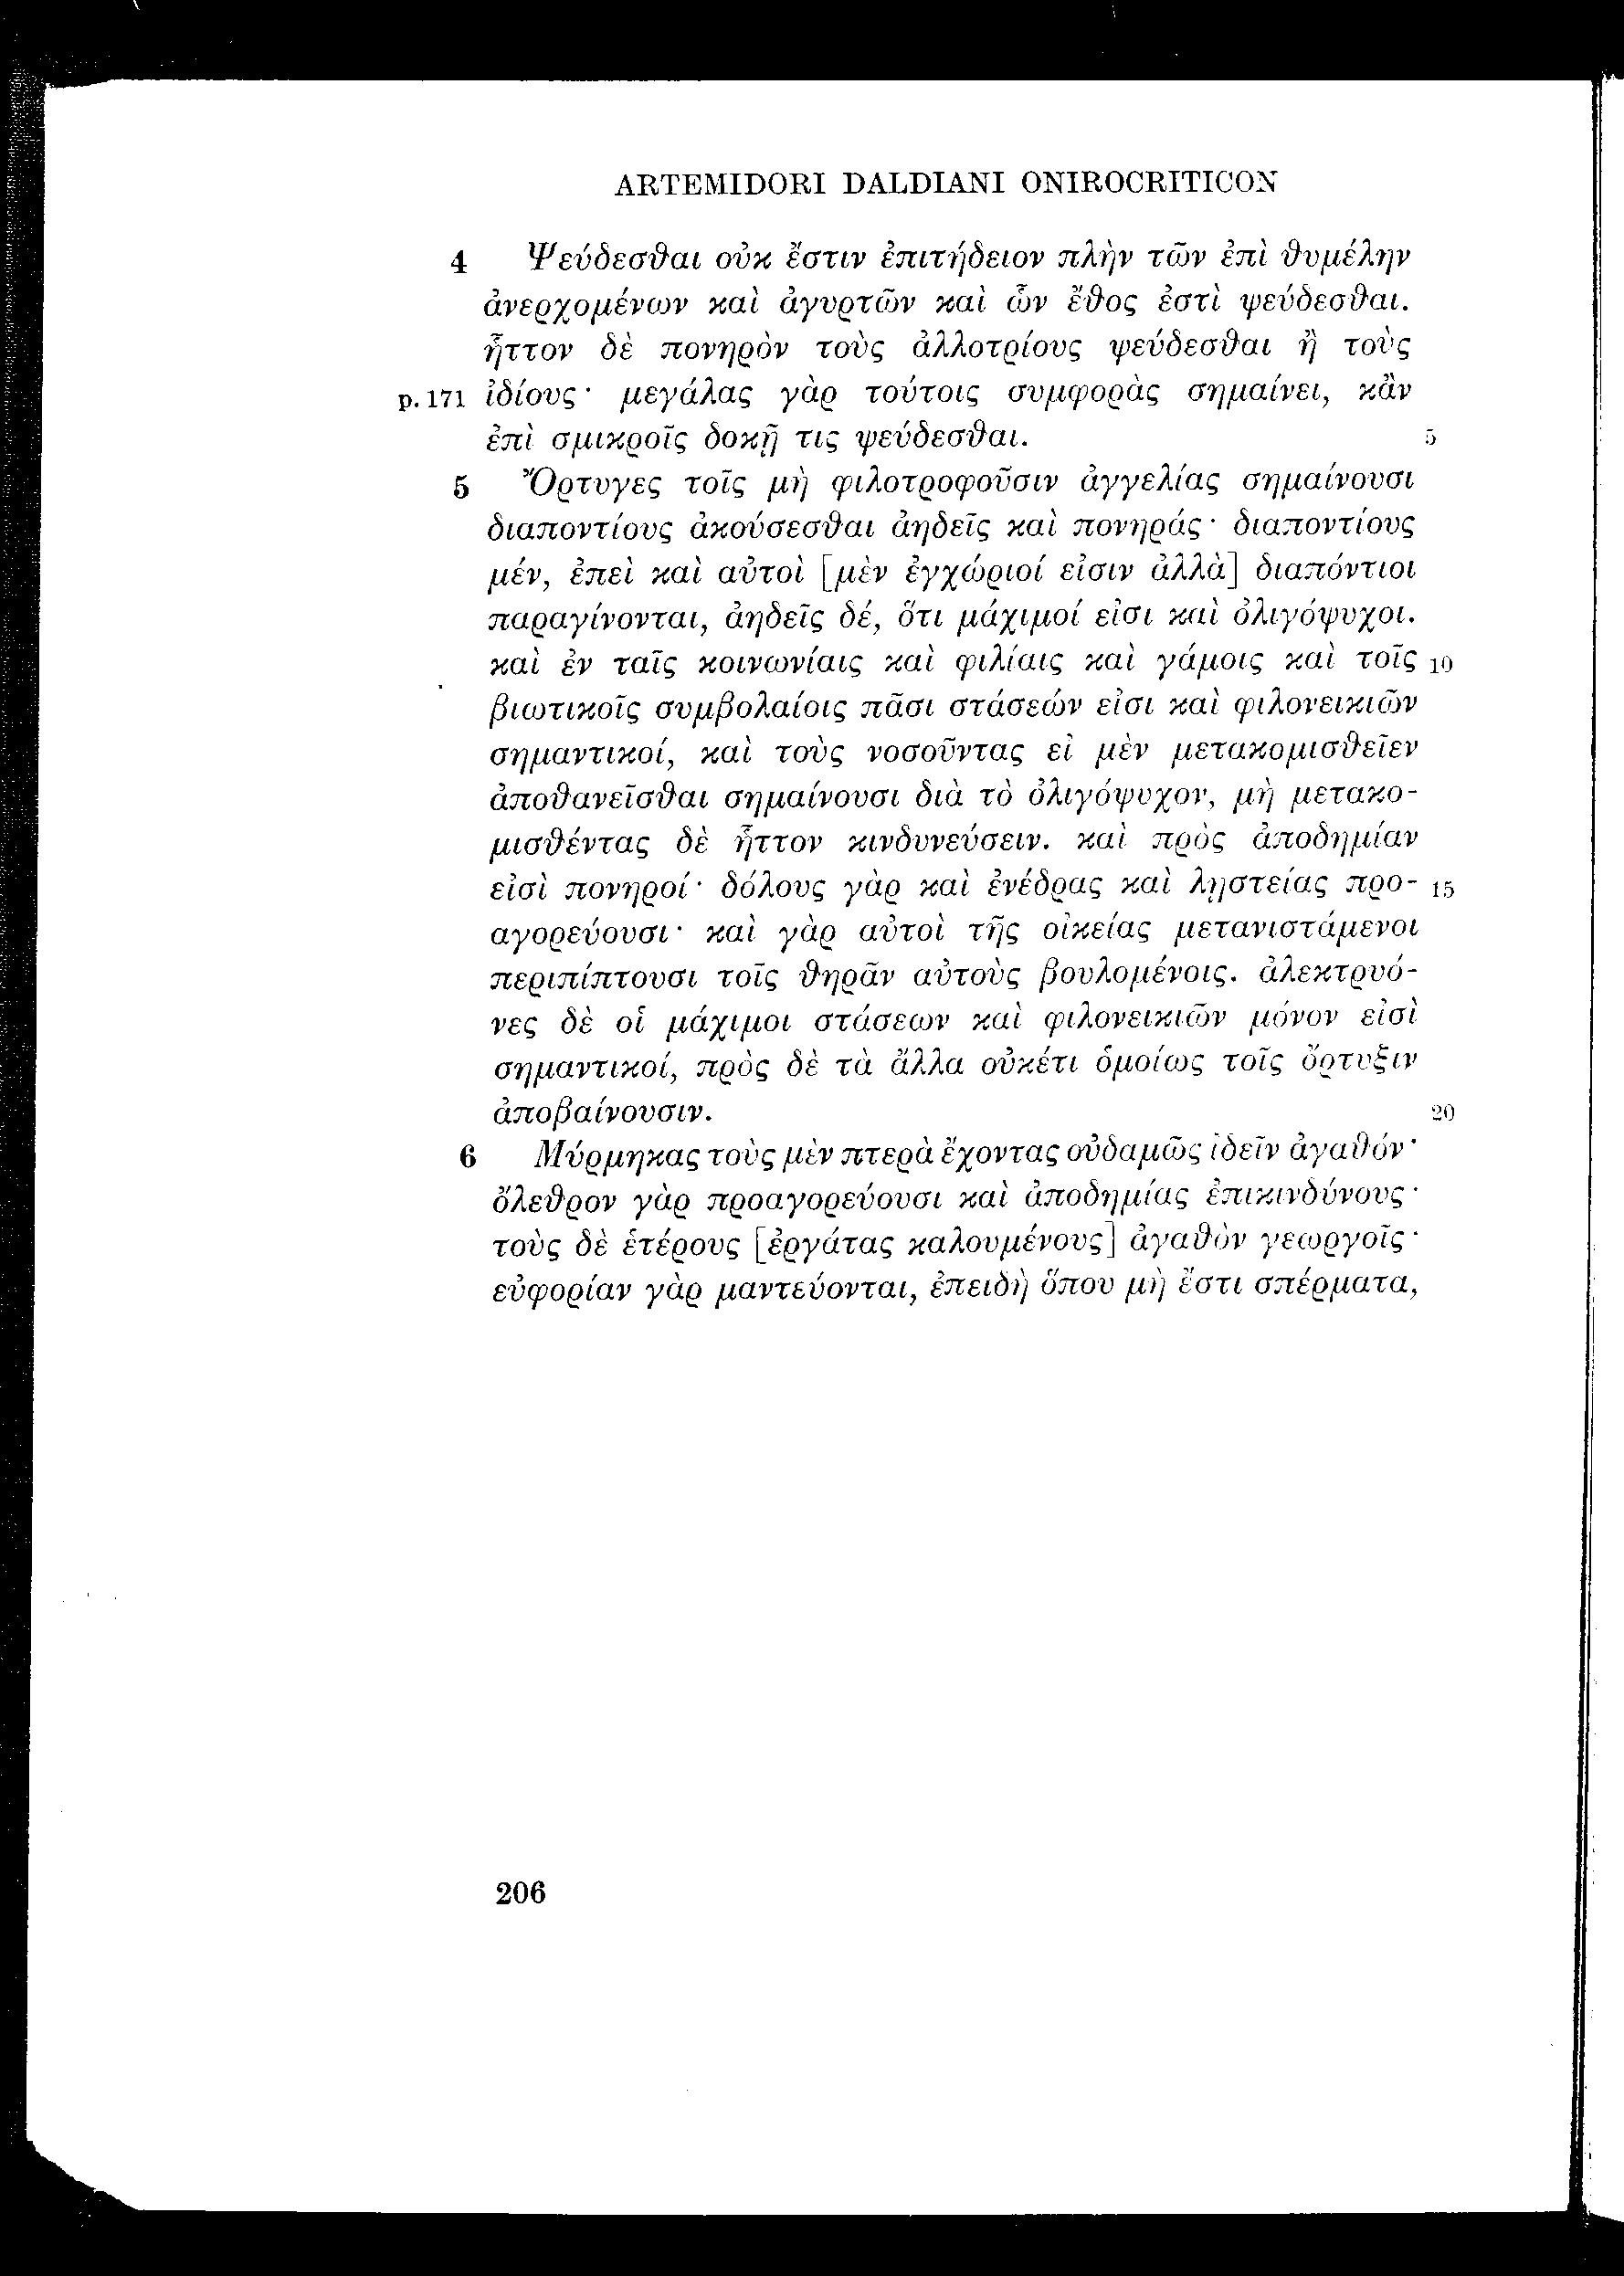 ARTEMIDORI DALDIANI ONIROCRITICON
4 Ψεύδεσθαι οὐκ ἔστιν ἐπιτήδειον πλὴν τῶν ἐπὶ θυμέλην
ἀνερχομένων καὶ ἀγυρτῶν καὶ ὧν ἔθος ἐστὶ ψεύδεσθαι.
ἧττον δὲ πονηρὸν τοὺς ἀλλοτρίους ψεύδεσθαι ἢ τοὺς
p. 171 ἰδίους· μεγάλας γὰρ τούτοις συμφορὰς σημαίνει, κἂν
ἐπὶ σμικροῖς δοκῇ τις ψεύδεσθαι. 5
5 Ὄρτυγες τοῖς μὴ φιλοτροφοῦσιν ἀγγελίας σημαίνουσι
διαποντίους ἀκούσεσθαι ἀηδεῖς καὶ πονηράς· διαποντίους
μέν, ἐπεὶ καὶ αὐτοὶ [μὲν ἐγχώριοί εἰσιν ἀλλὰ] διαπόντιοι
παραγίνονται, ἀηδεῖς δέ, ὅτι μάχιμοί εἰσι καὶ ὀλιγόψυχοι.
καὶ ἐν ταῖς κοινωνίαις καὶ φιλίαις καὶ γάμοις καὶ τοῖς 10
βιωτικοῖς συμβολαίοις πᾶσι στάσεών εἰσι καὶ φιλονεικιῶν
σημαντικοί, καὶ τοὺς νοσοῦντας εἰ μὲν μετακομισθεῖεν
ἀποθανεῖσθαι σημαίνουσι διὰ τὸ ὀλιγόψυχον, μὴ μετακο-
μισθέντας δὲ ἧττον κινδυνεύσειν. καὶ πρὸς ἀποδημίαν
εἰσὶ πονηροί· δόλους γὰρ καὶ ἐνέδρας καὶ λῃστείας προ- 15
αγορεύουσι· καὶ γὰρ αὐτοὶ τῆς οἰκείας μετανιστάμενοι
περιπίπτουσι τοῖς θηρᾶν αὐτοὺς βουλομένοις. ἀλεκτρυό-
νες δὲ οἱ μάχιμοι στάσεων καὶ φιλονεικιῶν μόνον εἰσὶ
σημαντικοί, πρὸς δὲ τὰ ἄλλα οὐκέτι ὁμοίως τοῖς ὄρτυξιν
ἀποβαίνουσιν. 20
6 Μύρμηκας τοὺς μὲν πτερὰ ἔχοντας οὐδαμῶς ἰδεῖν ἀγαθόν·
ὄλεθρον γὰρ προαγορεύουσι καὶ ἀποδημίας ἐπικινδύνους·
τοὺς δὲ ἑτέρους [ἐργάτας καλουμένους] ἀγαθὸν γεωργοῖς·
εὐφορίαν γὰρ μαντεύονται, ἐπειδὴ ὅπου μὴ ἔστι σπέρματα,
206